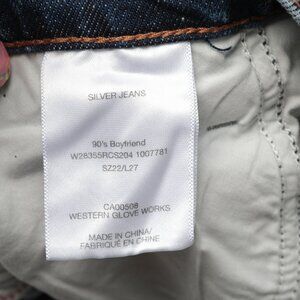 SILVER JEANS
90's Boyfriend
W28355RCS204 1007781
SZ22/L27
CA00508
WESTERN GLOVE WORKS
MADE IN CHINA/
FABRIQUÉ EN CHINE